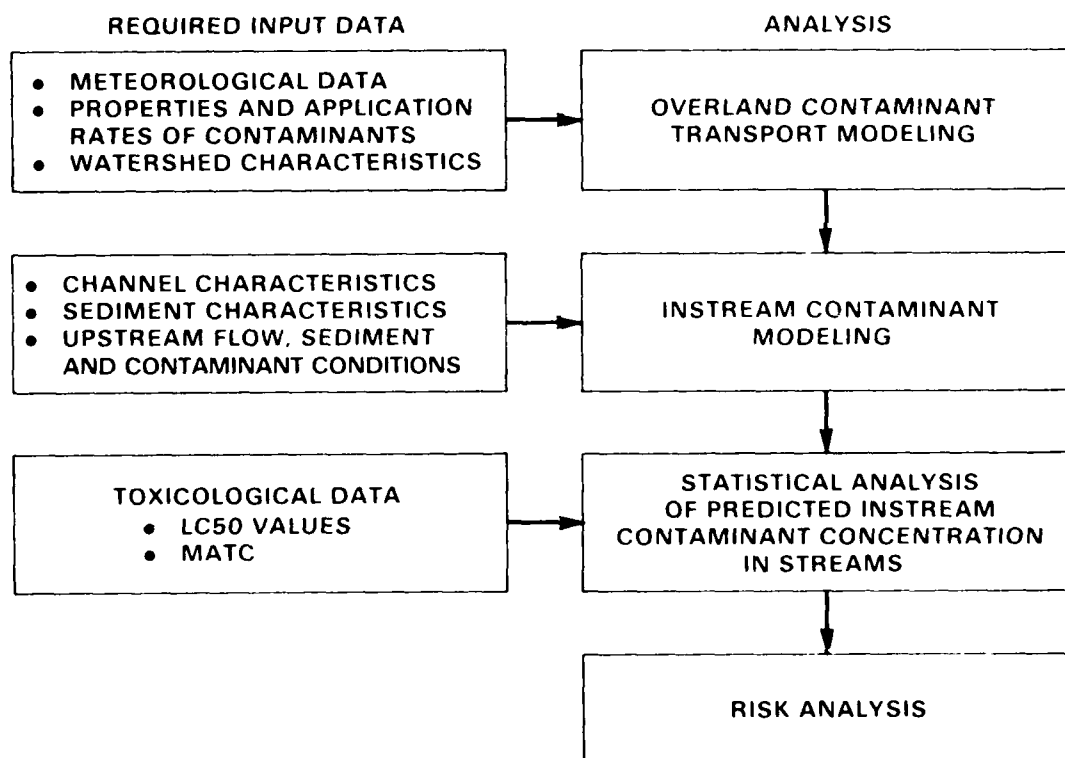 REQUIRED INPUT DATA
ANALYSIS
● METEOROLOGICAL DATA
● PROPERTIES AND APPLICATION
RATES OF CONTAMINANTS
● WATERSHED CHARACTERISTICS
OVERLAND CONTAMINANT
TRANSPORT MODELING
● CHANNEL CHARACTERISTICS
● SEDIMENT CHARACTERISTICS
● UPSTREAM FLOW, SEDIMENT
AND CONTAMINANT CONDITIONS
INSTREAM CONTAMINANT
MODELING
TOXICOLOGICAL DATA
● LC50 VALUES
● MATC
STATISTICAL ANALYSIS
OF PREDICTED INSTREAM
CONTAMINANT CONCENTRATION
IN STREAMS
RISK ANALYSIS